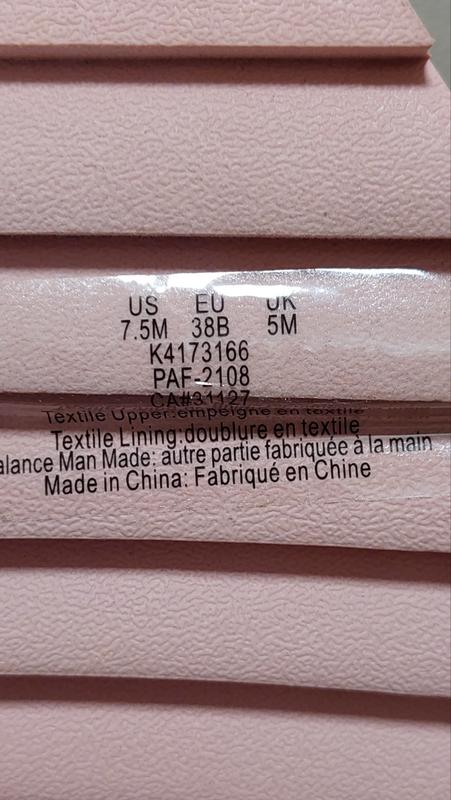 US EU UK
7.5M 38B 5M
K4173166
PAF-2108
CA#31127
Textile Upper:empeigne en textile
Textile Lining:doublure en textile
alance Man Made: autre partie fabriquée à la main
Made in China: Fabriqué en Chine